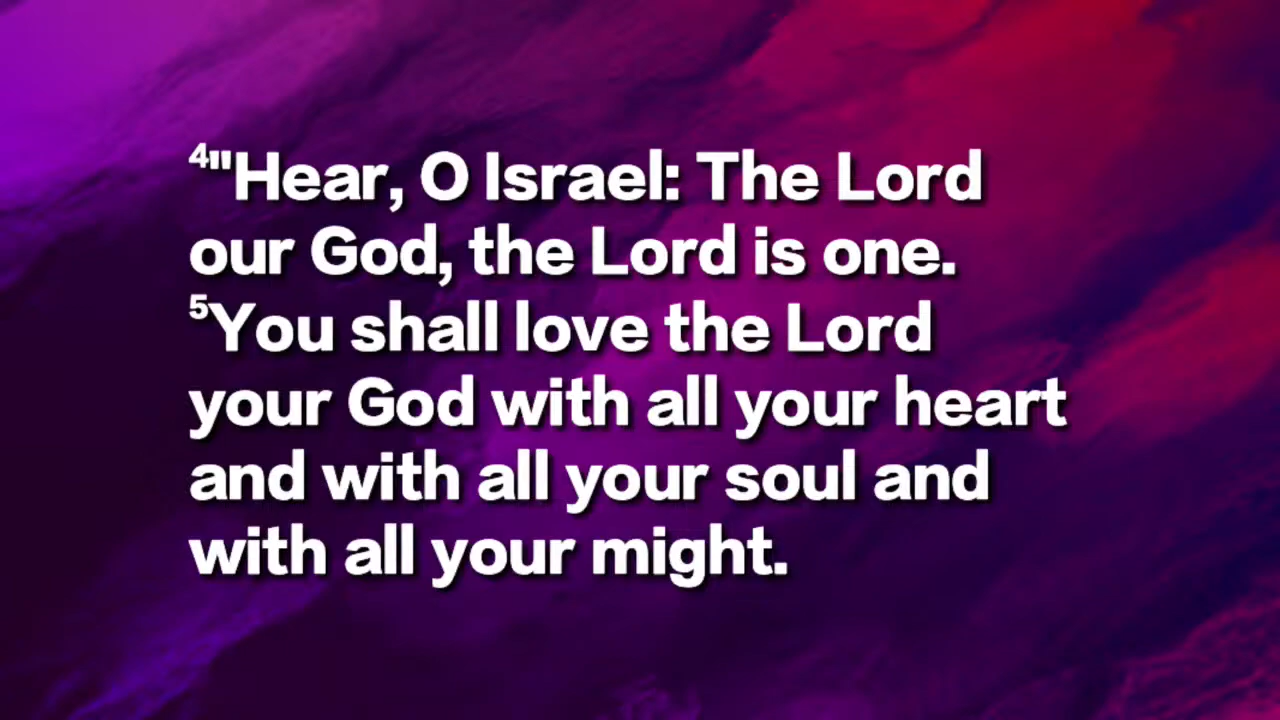 ⁴"Hear, O Israel: The Lord
our God, the Lord is one.
⁵You shall love the Lord
your God with all your heart
and with all your soul and
with all your might.